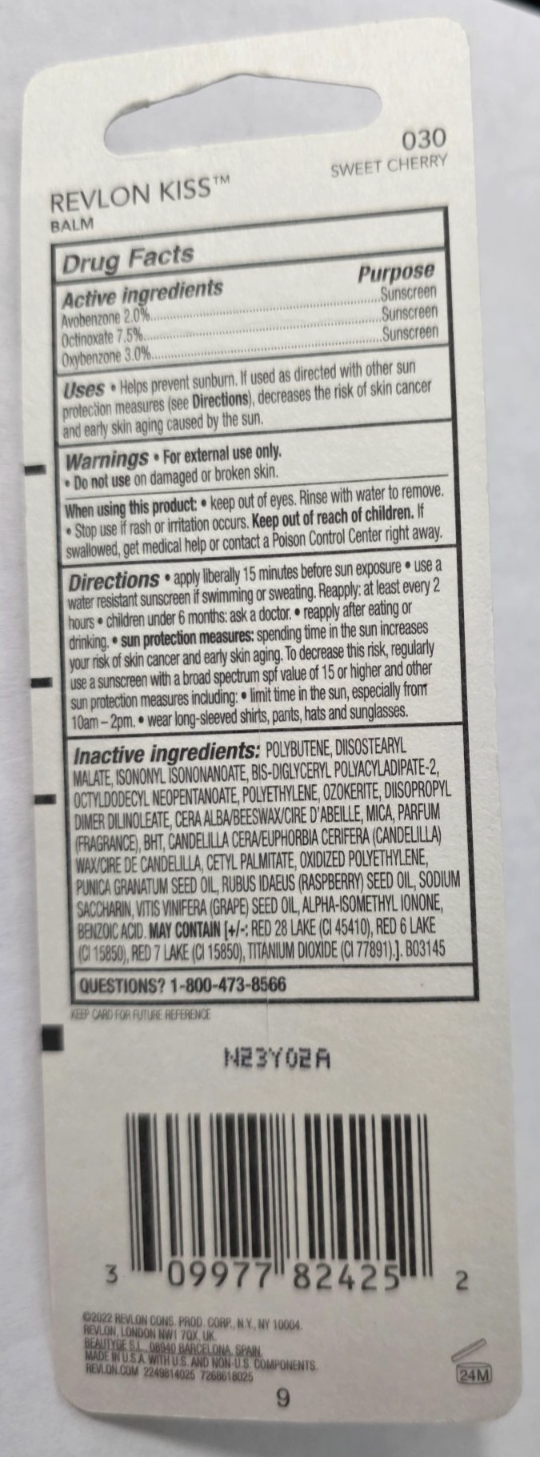 030
SWEET CHERRY
REVLON KISS™
BALM
Drug Facts
Active ingredients Purpose
Avobenzone 2.0%..........Sunscreen
Octinoxate 7.5%..........Sunscreen
Oxybenzone 3.0%..........Sunscreen
Uses • Helps prevent sunburn. If used as directed with other sun
protection measures (see Directions), decreases the risk of skin cancer
and early skin aging caused by the sun.
Warnings • For external use only.
• Do not use on damaged or broken skin.
When using this product: • keep out of eyes. Rinse with water to remove.
• Stop use if rash or irritation occurs. Keep out of reach of children. If
swallowed, get medical help or contact a Poison Control Center right away.
Directions • apply liberally 15 minutes before sun exposure • use a
water resistant sunscreen if swimming or sweating. Reapply: at least every 2
hours • children under 6 months: ask a doctor. • reapply after eating or
drinking. • sun protection measures: spending time in the sun increases
your risk of skin cancer and early skin aging. To decrease this risk, regularly
use a sunscreen with a broad spectrum spf value of 15 or higher and other
sun protection measures including: • limit time in the sun, especially from
10am – 2pm. • wear long-sleeved shirts, pants, hats and sunglasses.
Inactive ingredients: POLYBUTENE, DIISOSTEARYL
MALATE, ISONONYL ISONONANOATE, BIS-DIGLYCERYL POLYACYLADIPATE-2,
OCTYLDODECYL NEOPENTANOATE, POLYETHYLENE, OZOKERITE, DIISOPROPYL
DIMER DILINOLEATE, CERA ALBA/BEESWAX/CIRE D'ABEILLE, MICA, PARFUM
(FRAGRANCE), BHT, CANDELILLA CERA/EUPHORBIA CERIFERA (CANDELILLA)
WAX/CIRE DE CANDELILLA, CETYL PALMITATE, OXIDIZED POLYETHYLENE,
PUNICA GRANATUM SEED OIL, RUBUS IDAEUS (RASPBERRY) SEED OIL, SODIUM
SACCHARIN, VITIS VINIFERA (GRAPE) SEED OIL, ALPHA-ISOMETHYL IONONE,
BENZOIC ACID. MAY CONTAIN [+/-: RED 28 LAKE (CI 45410), RED 6 LAKE
(CI 15850), RED 7 LAKE (CI 15850), TITANIUM DIOXIDE (CI 77891).]. B03145
QUESTIONS? 1-800-473-8566
KEEP CARD FOR FUTURE REFERENCE
N23Y02A
3 09977 82425 2
©2022 REVLON CONS. PROD. CORP., N.Y., NY 10004.
REVLON, LONDON NW1 7QX, UK.
BEAUTYGE S.L., 08940 BARCELONA, SPAIN.
MADE IN U.S.A. WITH U.S. AND NON-U.S. COMPONENTS.
REVLON.COM 2249814025 7268618025
24M
9